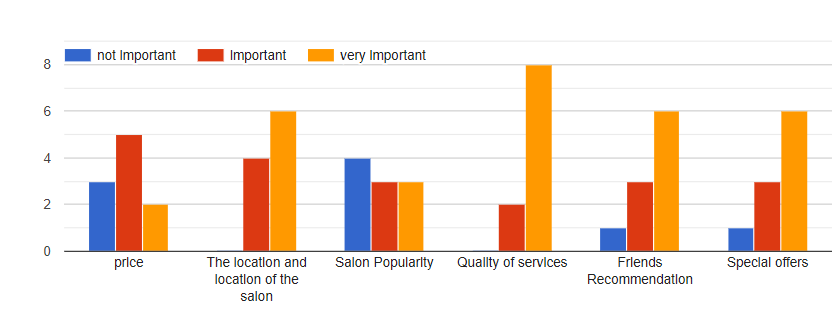 not Important
Important
very Important
8
6
4
2
0
price
The location and
location of the
salon
Salon Popularity
Quality of services
Friends
Recommendation
Special offers